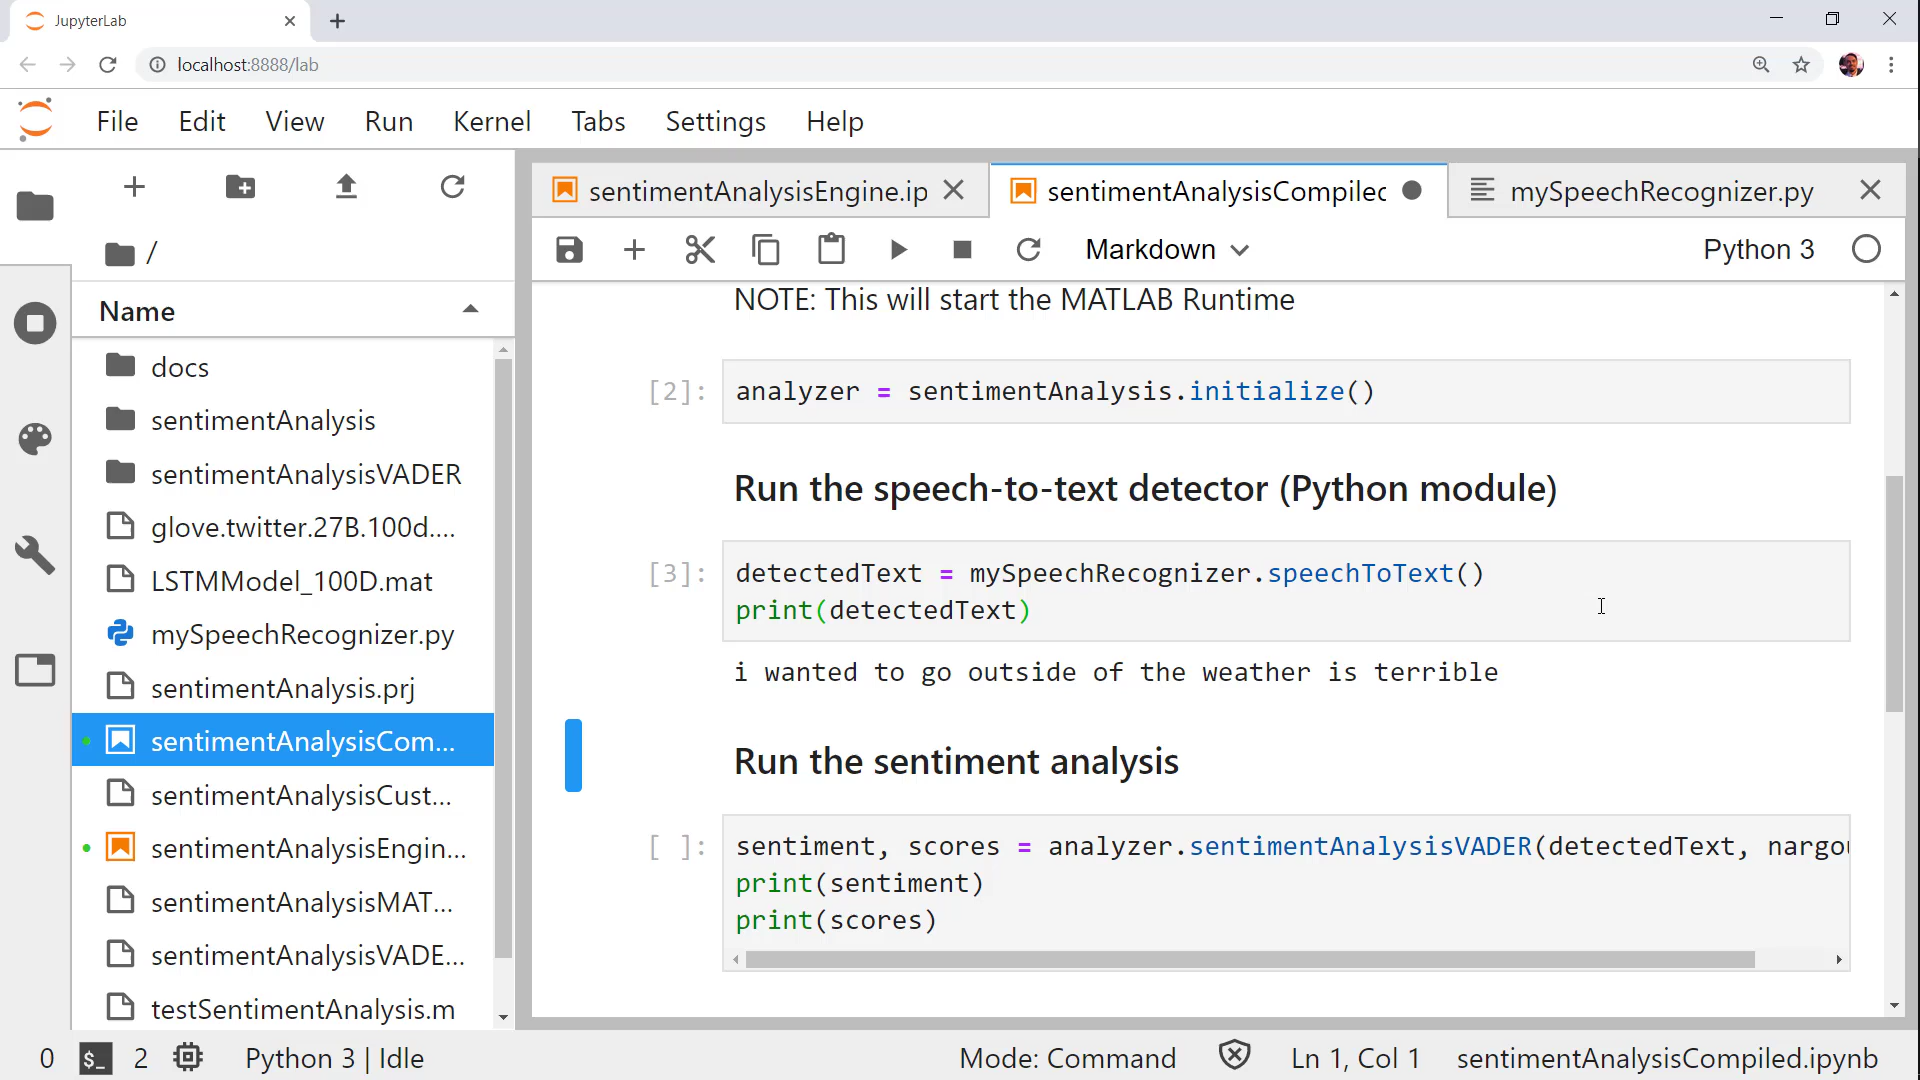 JupyterLab
localhost:8888/lab
File Edit View Run Kernel Tabs Settings Help
/
Name
docs
sentimentAnalysis
sentimentAnalysisVADER
glove.twitter.27B.100d....
LSTMModel_100D.mat
mySpeechRecognizer.py
sentimentAnalysis.prj
sentimentAnalysisCom...
sentimentAnalysisCust...
sentimentAnalysisEngin...
sentimentAnalysisMAT...
sentimentAnalysisVADE...
testSentimentAnalysis.m
sentimentAnalysisEngine.ip sentimentAnalysisCompilec mySpeechRecognizer.py
Markdown Python 3
NOTE: This will start the MATLAB Runtime
[2]: analyzer = sentimentAnalysis.initialize()
Run the speech-to-text detector (Python module)
[3]: detectedText = mySpeechRecognizer.speechToText()
print(detectedText)
i wanted to go outside of the weather is terrible
Run the sentiment analysis
[ ]: sentiment, scores = analyzer.sentimentAnalysisVADER(detectedText, nargou
print(sentiment)
print(scores)
0 $_ 2 Python 3 | Idle Mode: Command Ln 1, Col 1 sentimentAnalysisCompiled.ipynb